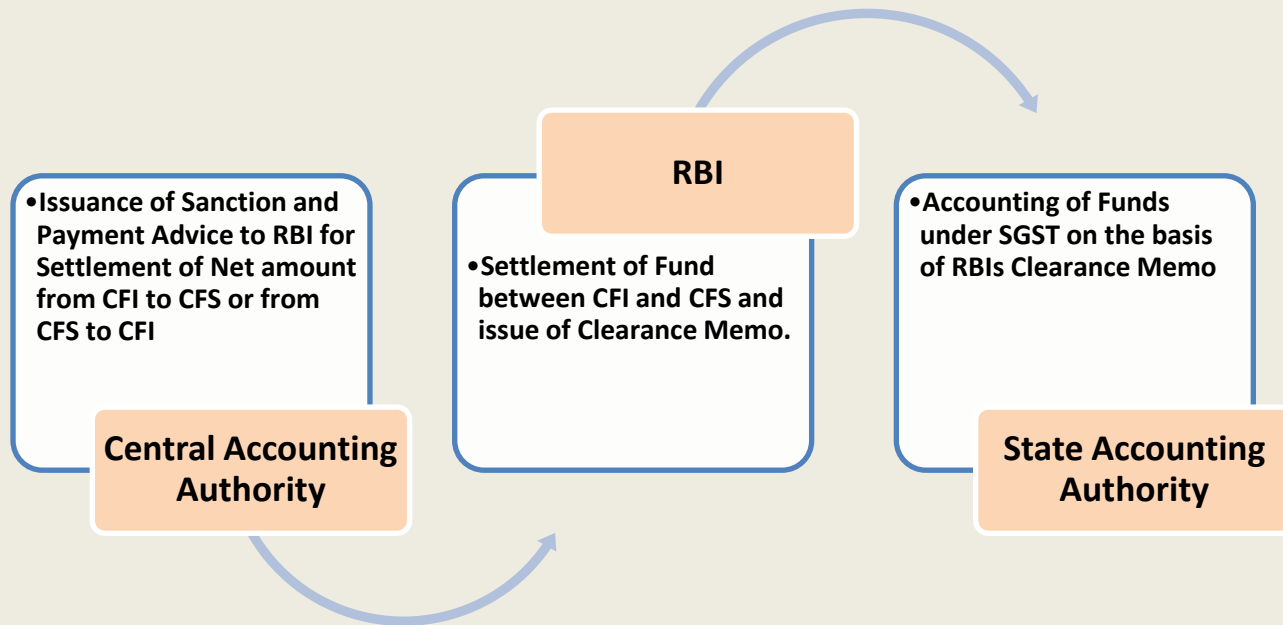 •Issuance of Sanction and
Payment Advice to RBI for
Settlement of Net amount
from CFI to CFS or from
CFS to CFI
Central Accounting
Authority
RBI
•Settlement of Fund
between CFI and CFS and
issue of Clearance Memo.
•Accounting of Funds
under SGST on the basis
of RBIs Clearance Memo
State Accounting
Authority